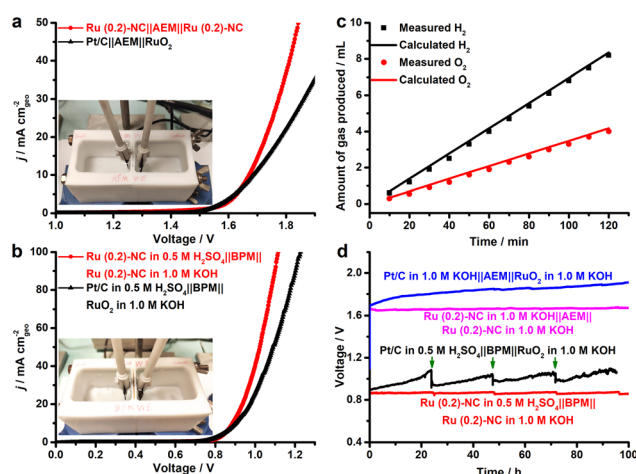 a
Ru (0.2)-NC||AEM||Ru (0.2)-NC
Pt/C||AEM||RuO₂
j / mA cm⁻²geo
50
40
30
20
10
0
1.0 1.2 1.4 1.6 1.8
Voltage / V
b
Ru (0.2)-NC in 0.5 M H₂SO₄||BPM||
Ru (0.2)-NC in 1.0 M KOH
Pt/C in 0.5 M H₂SO₄||BPM||
RuO₂ in 1.0 M KOH
j / mA cm⁻²geo
100
80
60
40
20
0
0.0 0.2 0.4 0.6 0.8 1.0 1.2
Voltage / V
c
Measured H₂
Calculated H₂
Measured O₂
Calculated O₂
Amount of gas produced / mL
10
8
6
4
2
0
0 20 40 60 80 100 120
Time / min
d
Pt/C in 1.0 M KOH||AEM||RuO₂ in 1.0 M KOH
Ru (0.2)-NC in 1.0 M KOH||AEM||
Ru (0.2)-NC in 1.0 M KOH
Pt/C in 0.5 M H₂SO₄||BPM||RuO₂ in 1.0 M KOH
Ru (0.2)-NC in 0.5 M H₂SO₄||BPM||
Ru (0.2)-NC in 1.0 M KOH
Voltage / V
2.0
1.6
1.2
0.8
0.4
0 20 40 60 80 100
Time / h